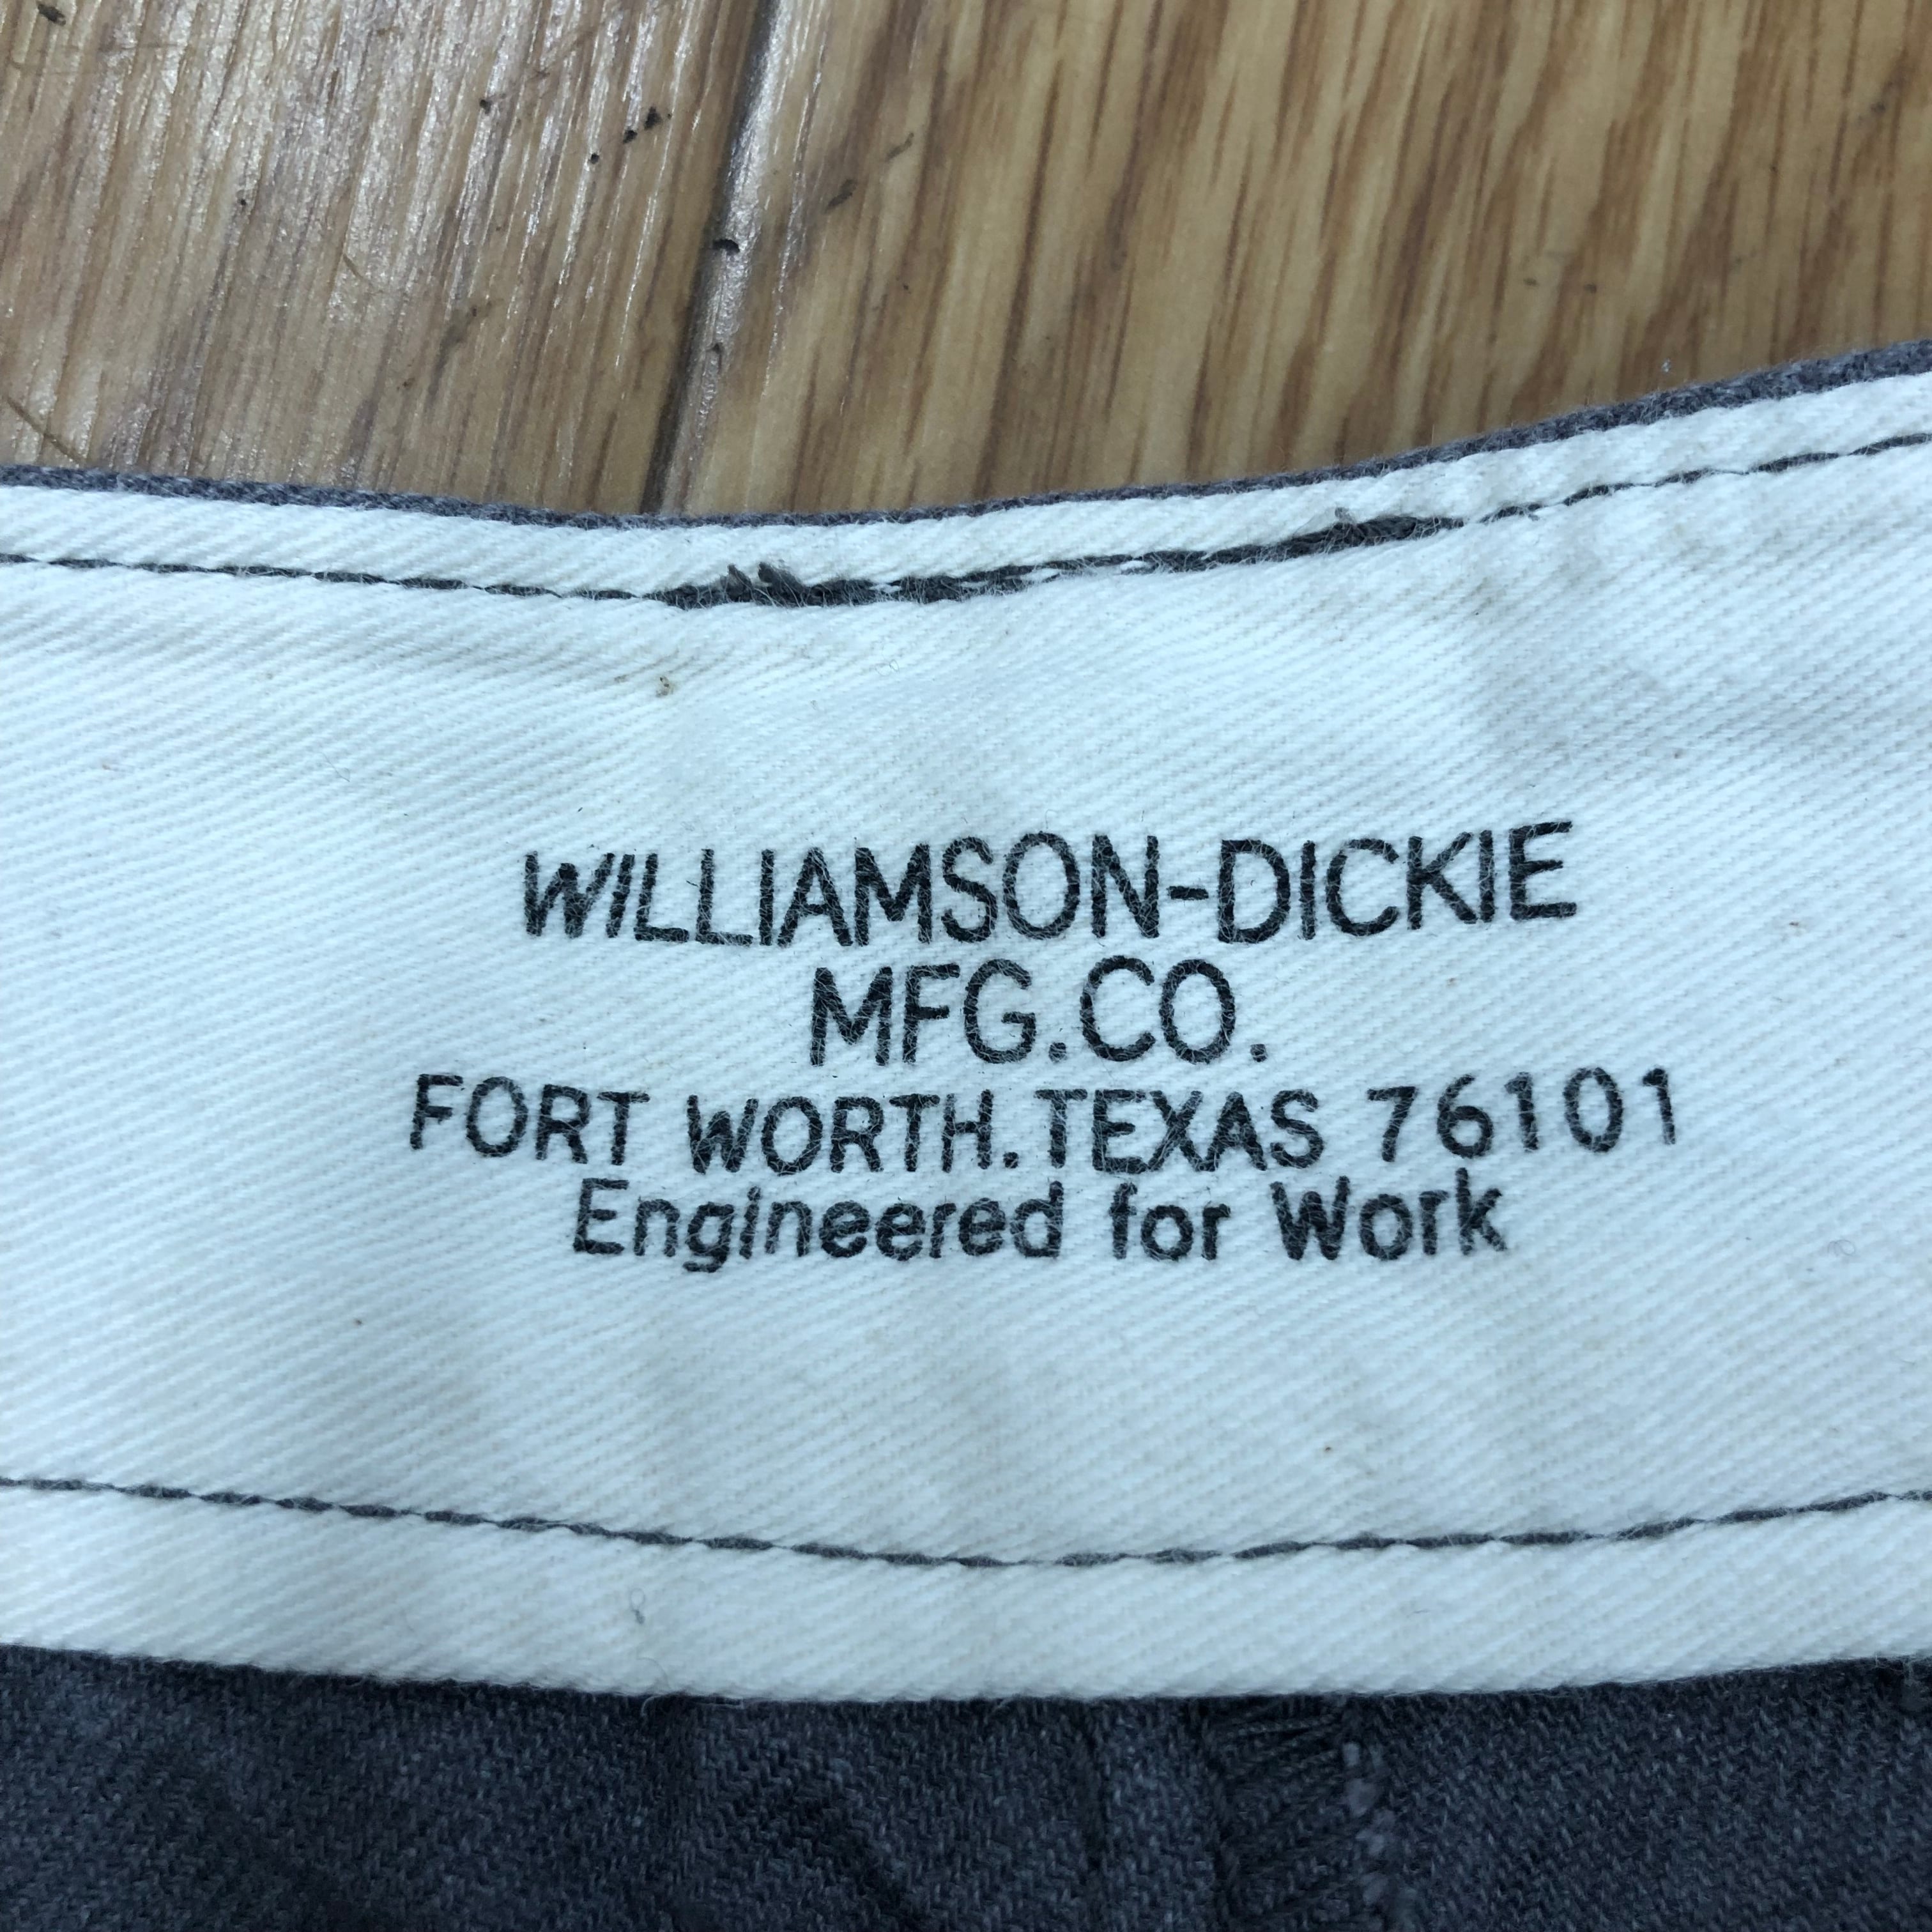 WILLIAMSON-DICKIE
MFG.CO.
FORT WORTH.TEXAS 76101
Engineered for Work